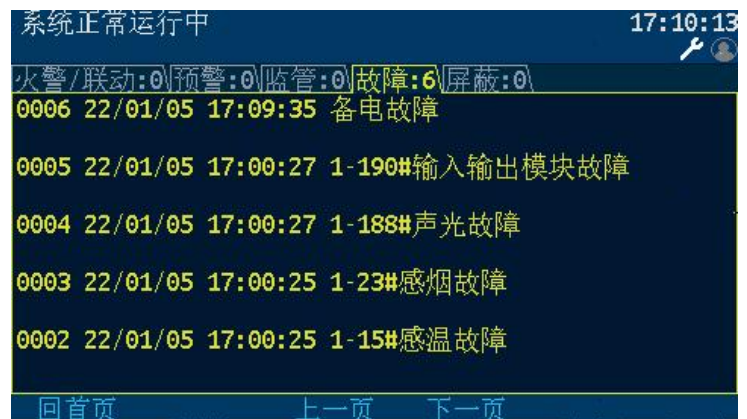 系统正常运行中 17:10:13
火警/联动:0 预警:0 监管:0 故障:6 屏蔽:0
0006 22/01/05 17:09:35 备电故障
0005 22/01/05 17:00:27 1-190#输入输出模块故障
0004 22/01/05 17:00:27 1-188#声光故障
0003 22/01/05 17:00:25 1-23#感烟故障
0002 22/01/05 17:00:25 1-15#感温故障
回首页 上一页 下一页